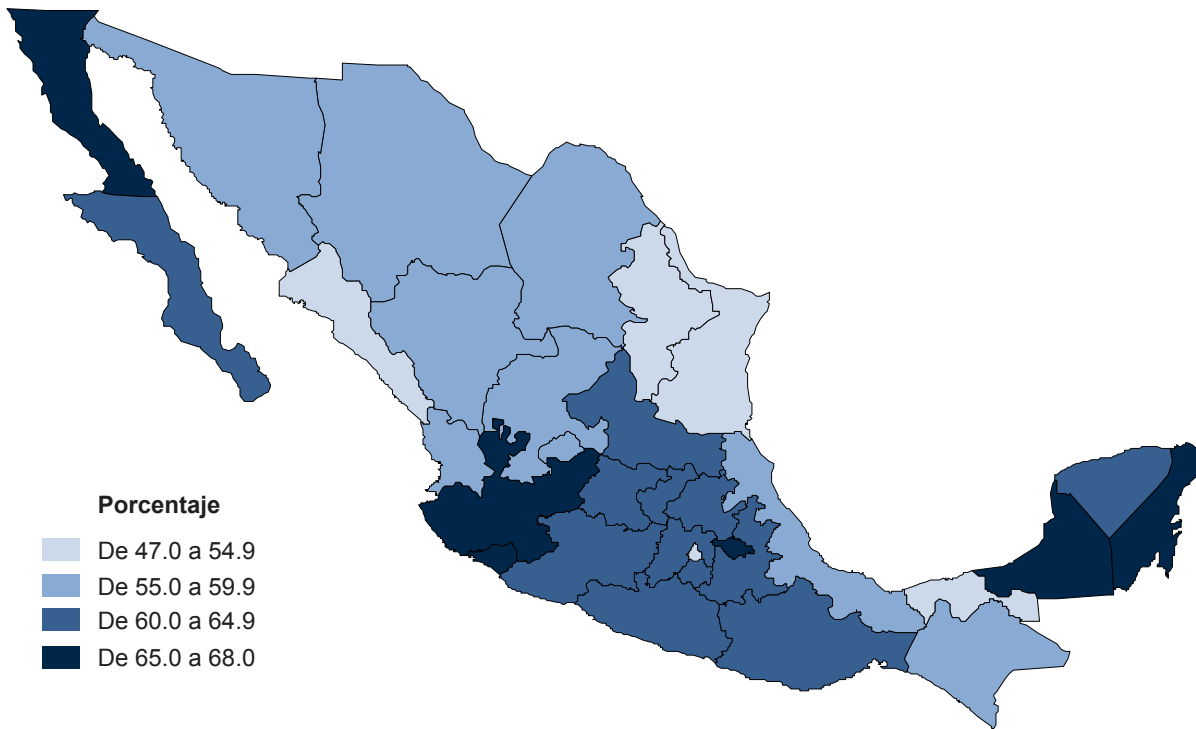 Porcentaje
De 47.0 a 54.9
De 55.0 a 59.9
De 60.0 a 64.9
De 65.0 a 68.0